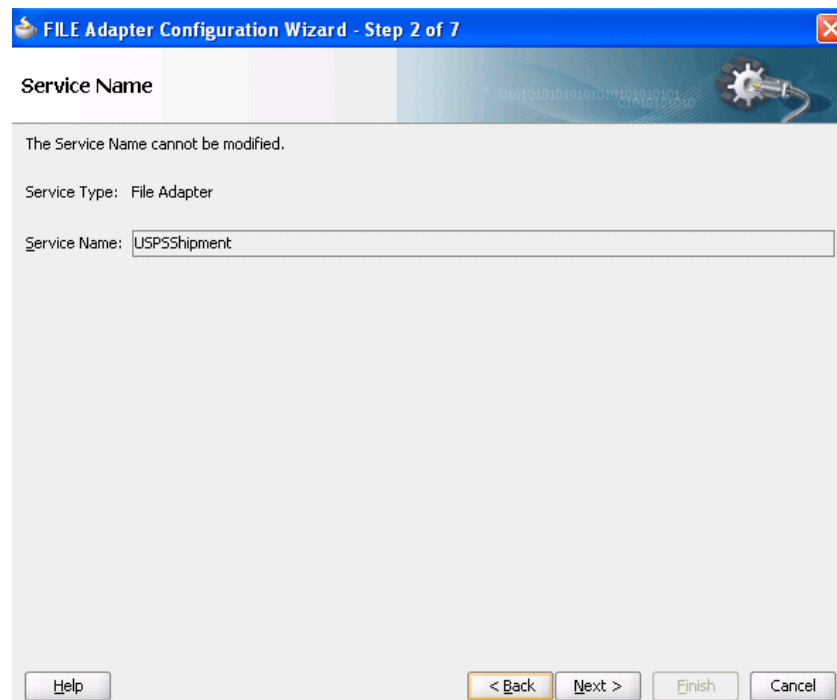 FILE Adapter Configuration Wizard - Step 2 of 7
Service Name
The Service Name cannot be modified.
Service Type: File Adapter
Service Name: USPSShipment
Help < Back Next > Finish Cancel